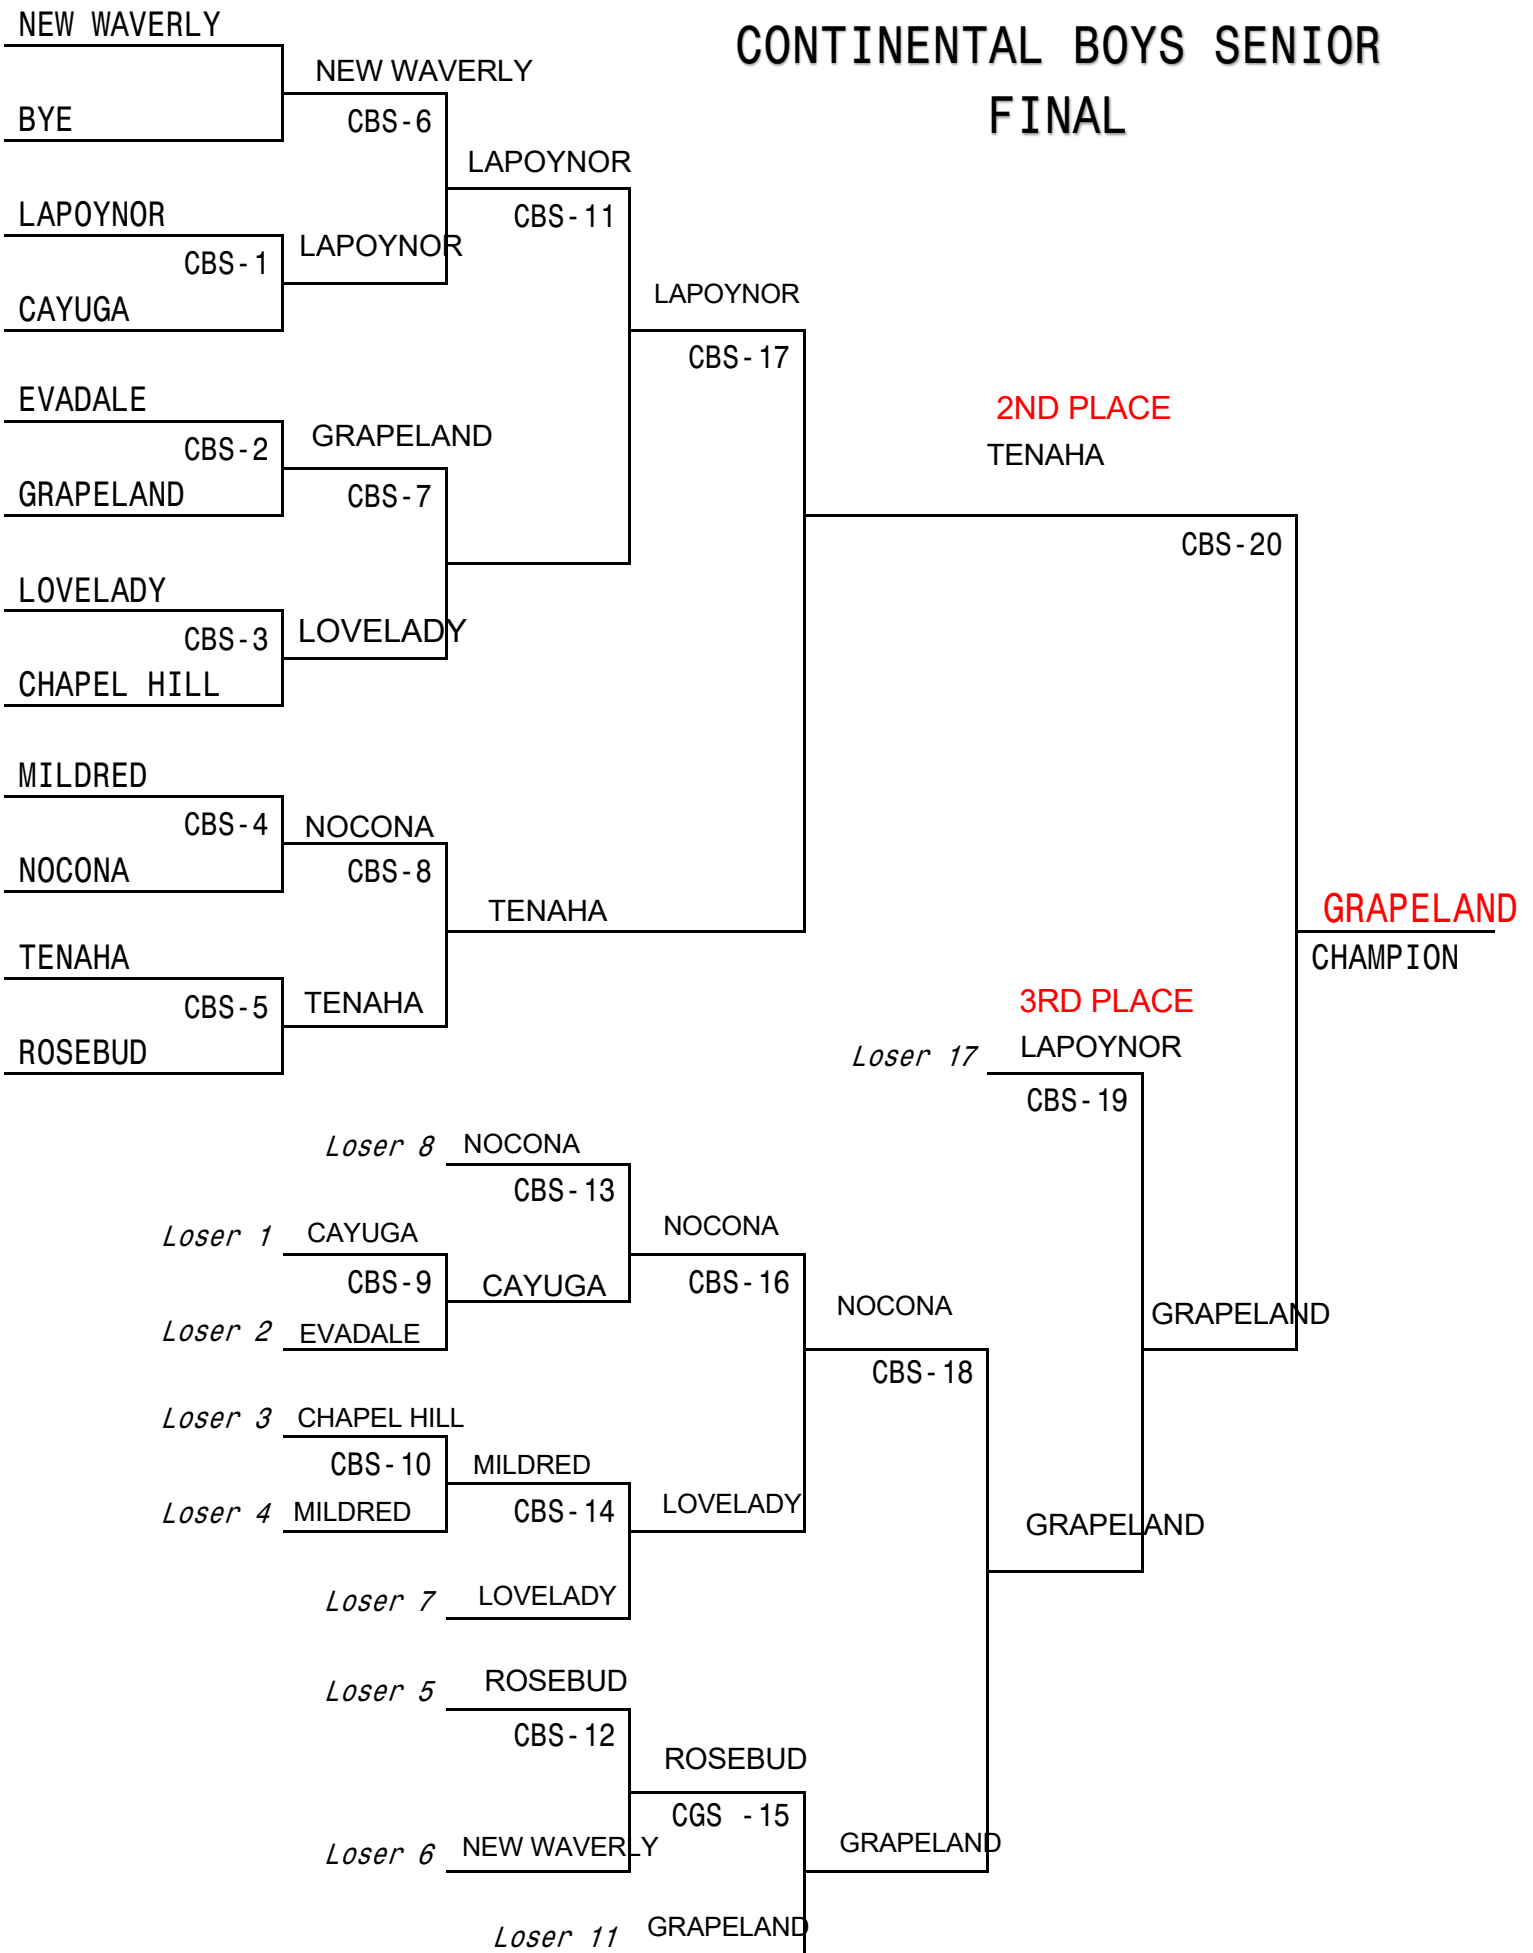 NEW WAVERLY
CONTINENTAL BOYS SENIOR
FINAL
NEW WAVERLY
BYE
CBS-6
LAPOYNOR
LAPOYNOR
CBS-11
CBS-1
LAPOYNOR
CAYUGA
LAPOYNOR
CBS-17
EVADALE
2ND PLACE
CBS-2
GRAPELAND
TENAHA
GRAPELAND
CBS-7
CBS-20
LOVELADY
CBS-3
LOVELADY
CHAPEL HILL
MILDRED
CBS-4
NOCONA
NOCONA
CBS-8
TENAHA
GRAPELAND
CHAMPION
TENAHA
CBS-5
TENAHA
3RD PLACE
ROSEBUD
Loser 17
LAPOYNOR
CBS-19
Loser 8
NOCONA
CBS-13
Loser 1
CAYUGA
NOCONA
CBS-9
CAYUGA
CBS-16
NOCONA
GRAPELAND
Loser 2
EVADALE
CBS-18
Loser 3
CHAPEL HILL
CBS-10
MILDRED
Loser 4
MILDRED
CBS-14
LOVELADY
GRAPELAND
Loser 7
LOVELADY
Loser 5
ROSEBUD
CBS-12
ROSEBUD
CGS -15
Loser 6
NEW WAVERLY
GRAPELAND
Loser 11
GRAPELAND